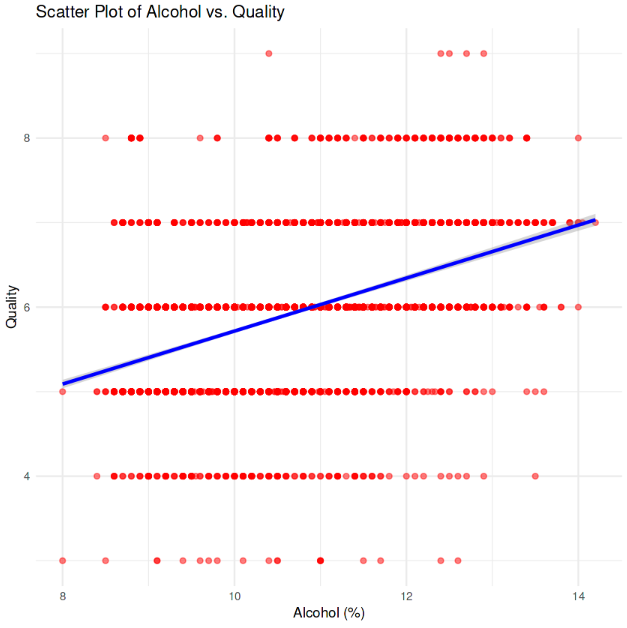 Scatter Plot of Alcohol vs. Quality
Quality
8
6
4
8 10 12 14
Alcohol (%)